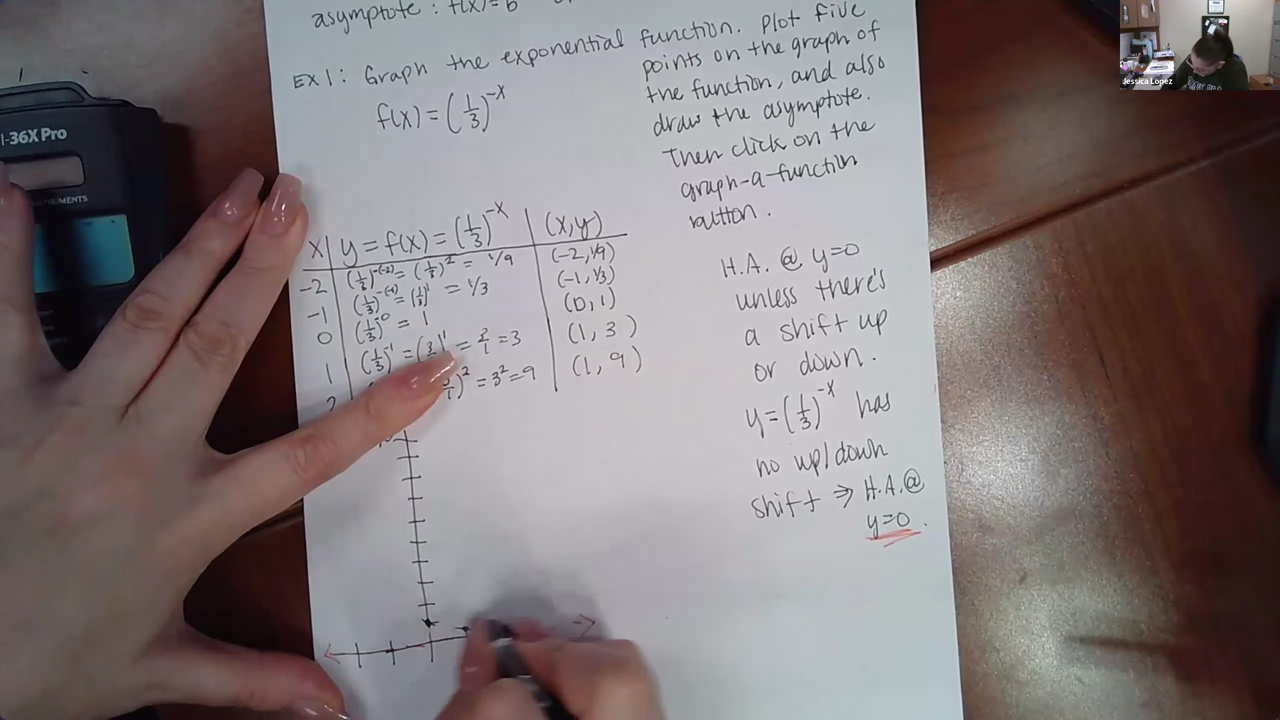 asymptote : f(x)=b
EX 1: Graph the exponential function. Plot five
points on the graph of
the function, and also
draw the asymptote.
Then click on the
graph-a-function
button.
f(x) = (1/3)^-x
x | y = f(x) = (1/3)^-x | (x,y)
-2 | (1/3)^-(-2) = (1/3)^2 = 1/9 | (-2, 1/9)
-1 | (1/3)^-(-1) = (1/3)^1 = 1/3 | (-1, 1/3)
0 | (1/3)^-0 = 1 | (0, 1)
1 | (1/3)^-1 = (3 )^1 = 3/1 = 3 | (1, 3)
2 | )^2 = 3^2 = 9 | (1, 9)
H.A. @ y=0
unless there's
a shift up
or down.
y = (1/3)^-x has
no up/down
shift ⇒ H.A.@
y=0.
I-36X Pro
Jessica Lopez